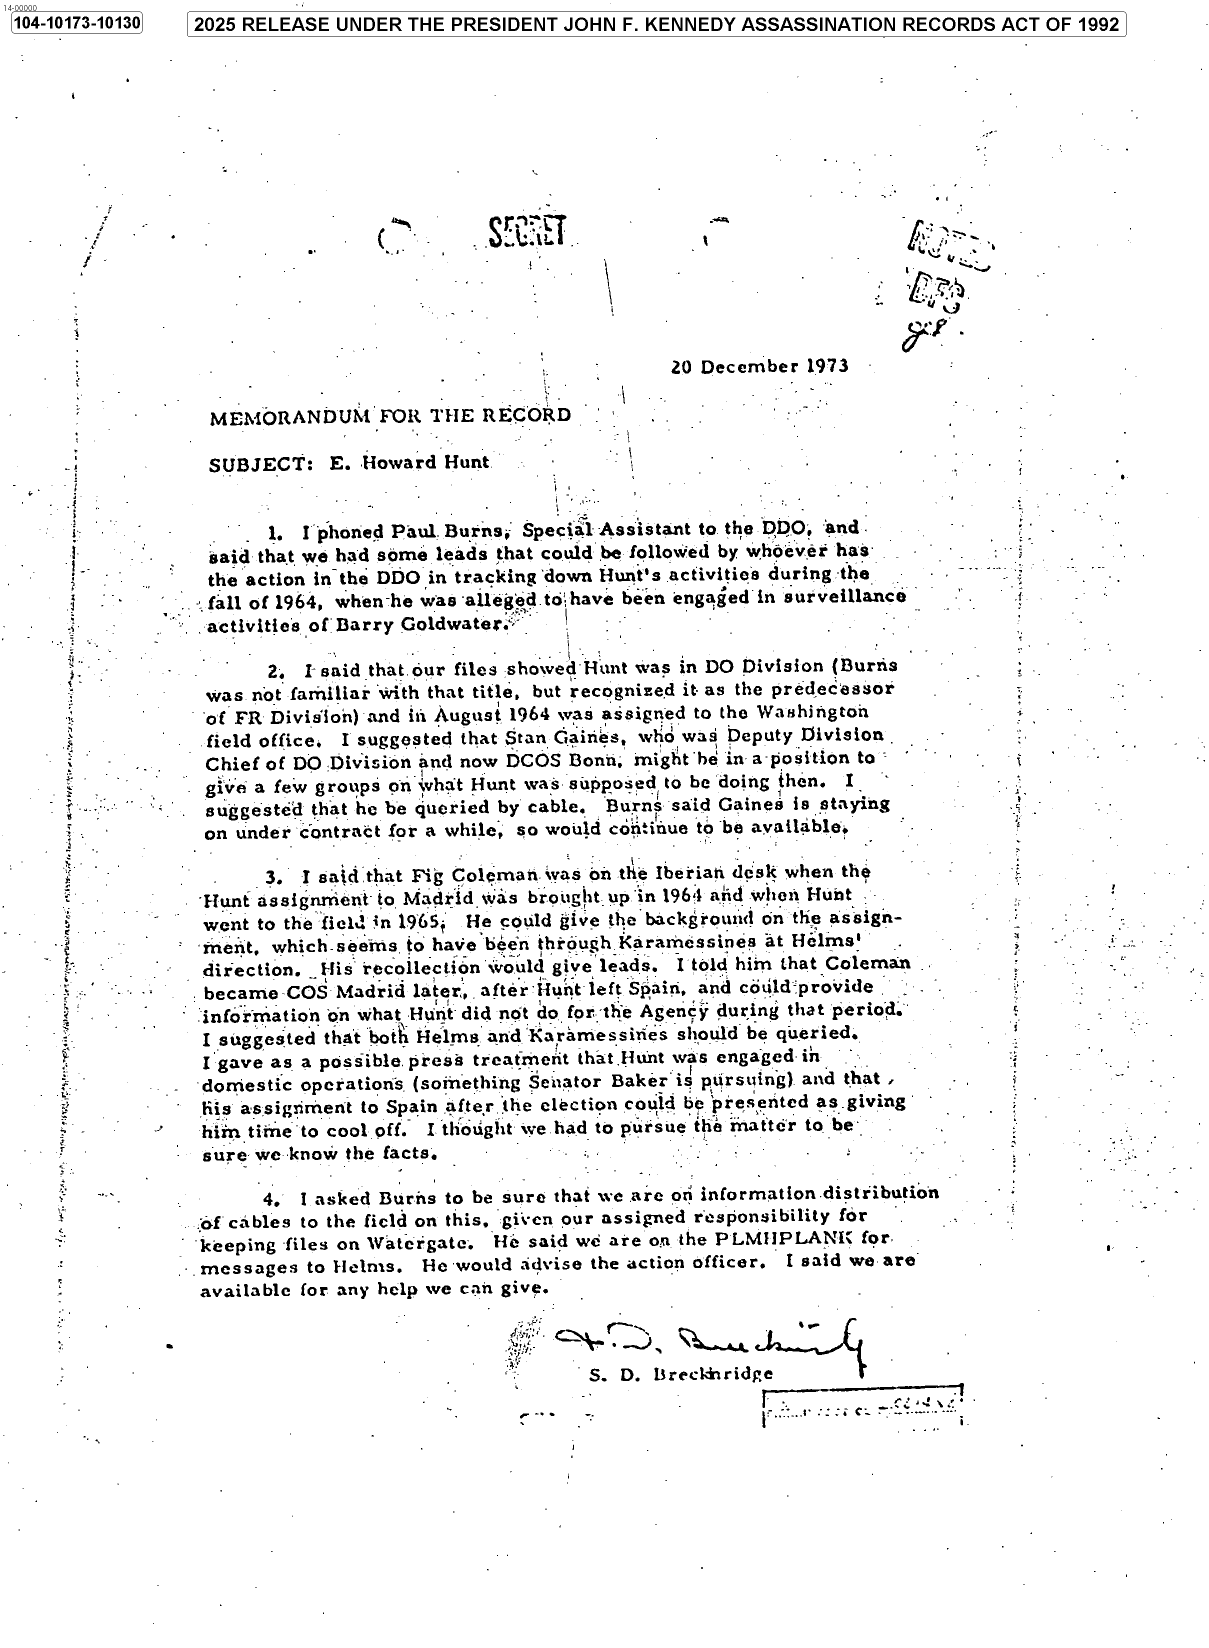 14-00000
104-10173-10130
2025 RELEASE UNDER THE PRESIDENT JOHN F. KENNEDY ASSASSINATION RECORDS ACT OF 1992
SECRET
20 December 1973
MEMORANDUM FOR THE RECORD
SUBJECT: E. Howard Hunt
1. I phoned Paul Burns, Special Assistant to the DDO, and
said that we had some leads that could be followed by whoever has
the action in the DDO in tracking down Hunt's activities during the
fall of 1964, when he was alleged to have been engaged in surveillance
activities of Barry Goldwater.
2. I said that our files showed Hunt was in DO Division (Burns
was not familiar with that title, but recognized it as the predecessor
of FR Division) and in August 1964 was assigned to the Washington
field office. I suggested that Stan Gaines, who was Deputy Division
Chief of DO Division and now DCOS Bonn, might be in a position to
give a few groups on what Hunt was supposed to be doing then. I
suggested that he be queried by cable. Burns said Gaines is staying
on under contract for a while, so would continue to be available.
3. I said that Fig Coleman was on the Iberian desk when the
Hunt assignment to Madrid was brought up in 1964 and when Hunt
went to the field in 1965. He could give the background on the assign-
ment, which seems to have been through Karamessines at Helms'
direction. His recollection would give leads. I told him that Coleman
became COS Madrid later, after Hunt left Spain, and could provide
information on what Hunt did not do for the Agency during that period.
I suggested that both Helms and Karamessines should be queried.
I gave as a possible press treatment that Hunt was engaged in
domestic operations (something Senator Baker is pursuing) and that
his assignment to Spain after the election could be presented as giving
him time to cool off. I thought we had to pursue the matter to be
sure we know the facts.
4. I asked Burns to be sure that we are on information distribution
of cables to the field on this, given our assigned responsibility for
keeping files on Watergate. He said we are on the PLMHPLANK for
messages to Helms. He would advise the action officer. I said we are
available for any help we can give.
S. D. Breckinridge